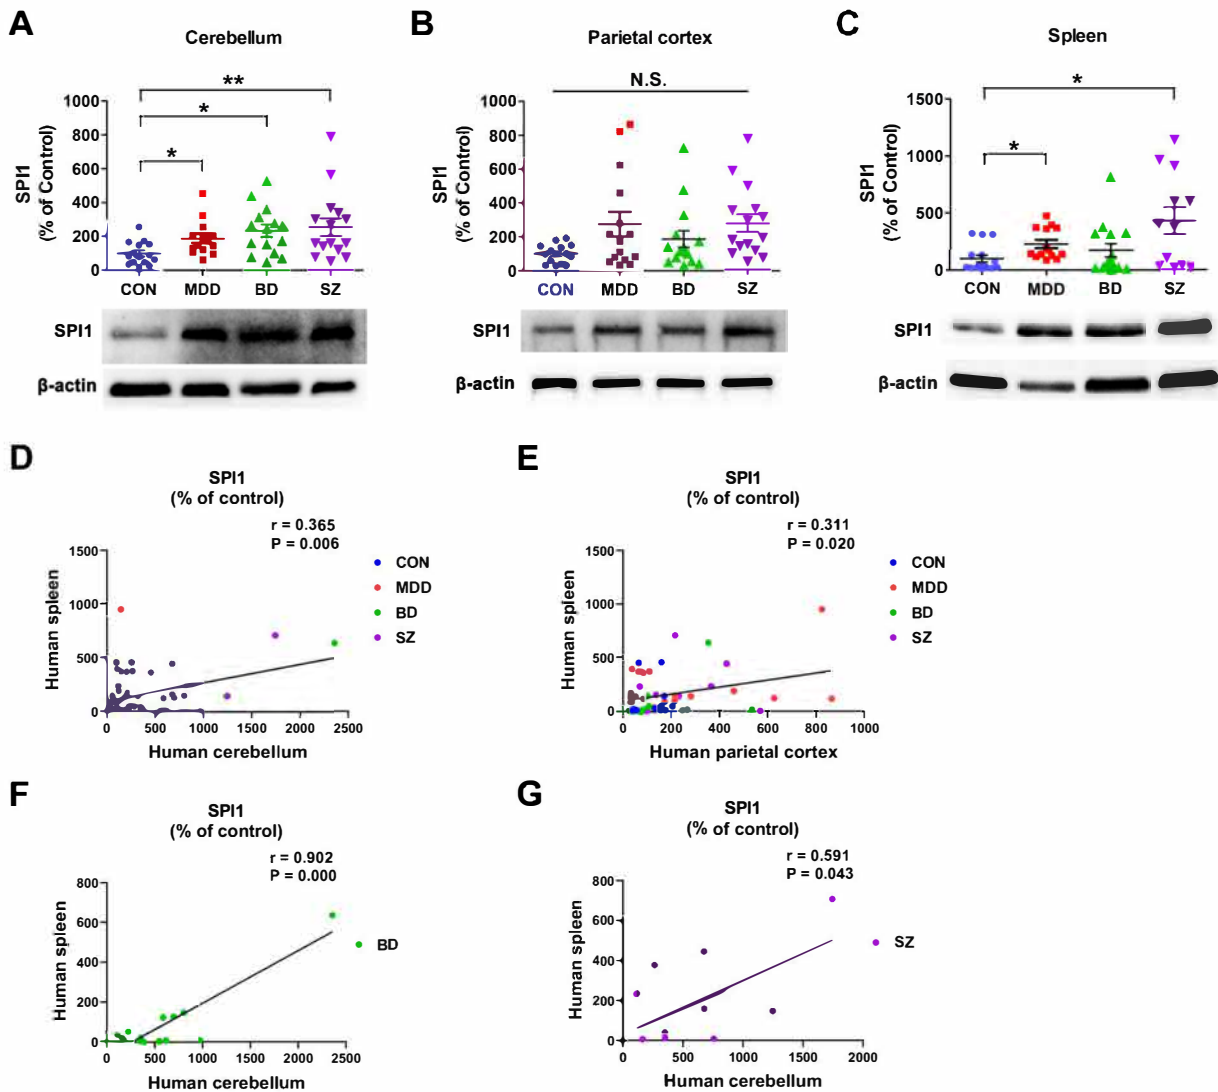 A
Cerebellum
**
*
*
SPI1
(% of Control)
1000
800
600
400
200
0
CON MDD BD SZ
SPI1
β-actin
B
Parietal cortex
N.S.
SPI1
(% of Control)
1000
800
600
400
200
0
CON MDD BD SZ
SPI1
β-actin
C
Spleen
*
*
SPI1
(% of Control)
1500
1000
500
0
CON MDD BD SZ
SPI1
β-actin
D
SPI1
(% of control)
r = 0.365
P = 0.006
Human spleen
1500
1000
500
0
0 500 1000 1500 2000 2500
Human cerebellum
CON
MDD
BD
SZ
E
SPI1
(% of control)
r = 0.311
P = 0.020
Human spleen
1500
1000
500
0
0 200 400 600 800 1000
Human parietal cortex
CON
MDD
BD
SZ
F
SPI1
(% of control)
r = 0.902
P = 0.000
Human spleen
800
600
400
200
0
0 500 1000 1500 2000 2500
Human cerebellum
BD
G
SPI1
(% of control)
r = 0.591
P = 0.043
Human spleen
800
600
400
200
0
0 500 1000 1500 2000
Human cerebellum
SZ